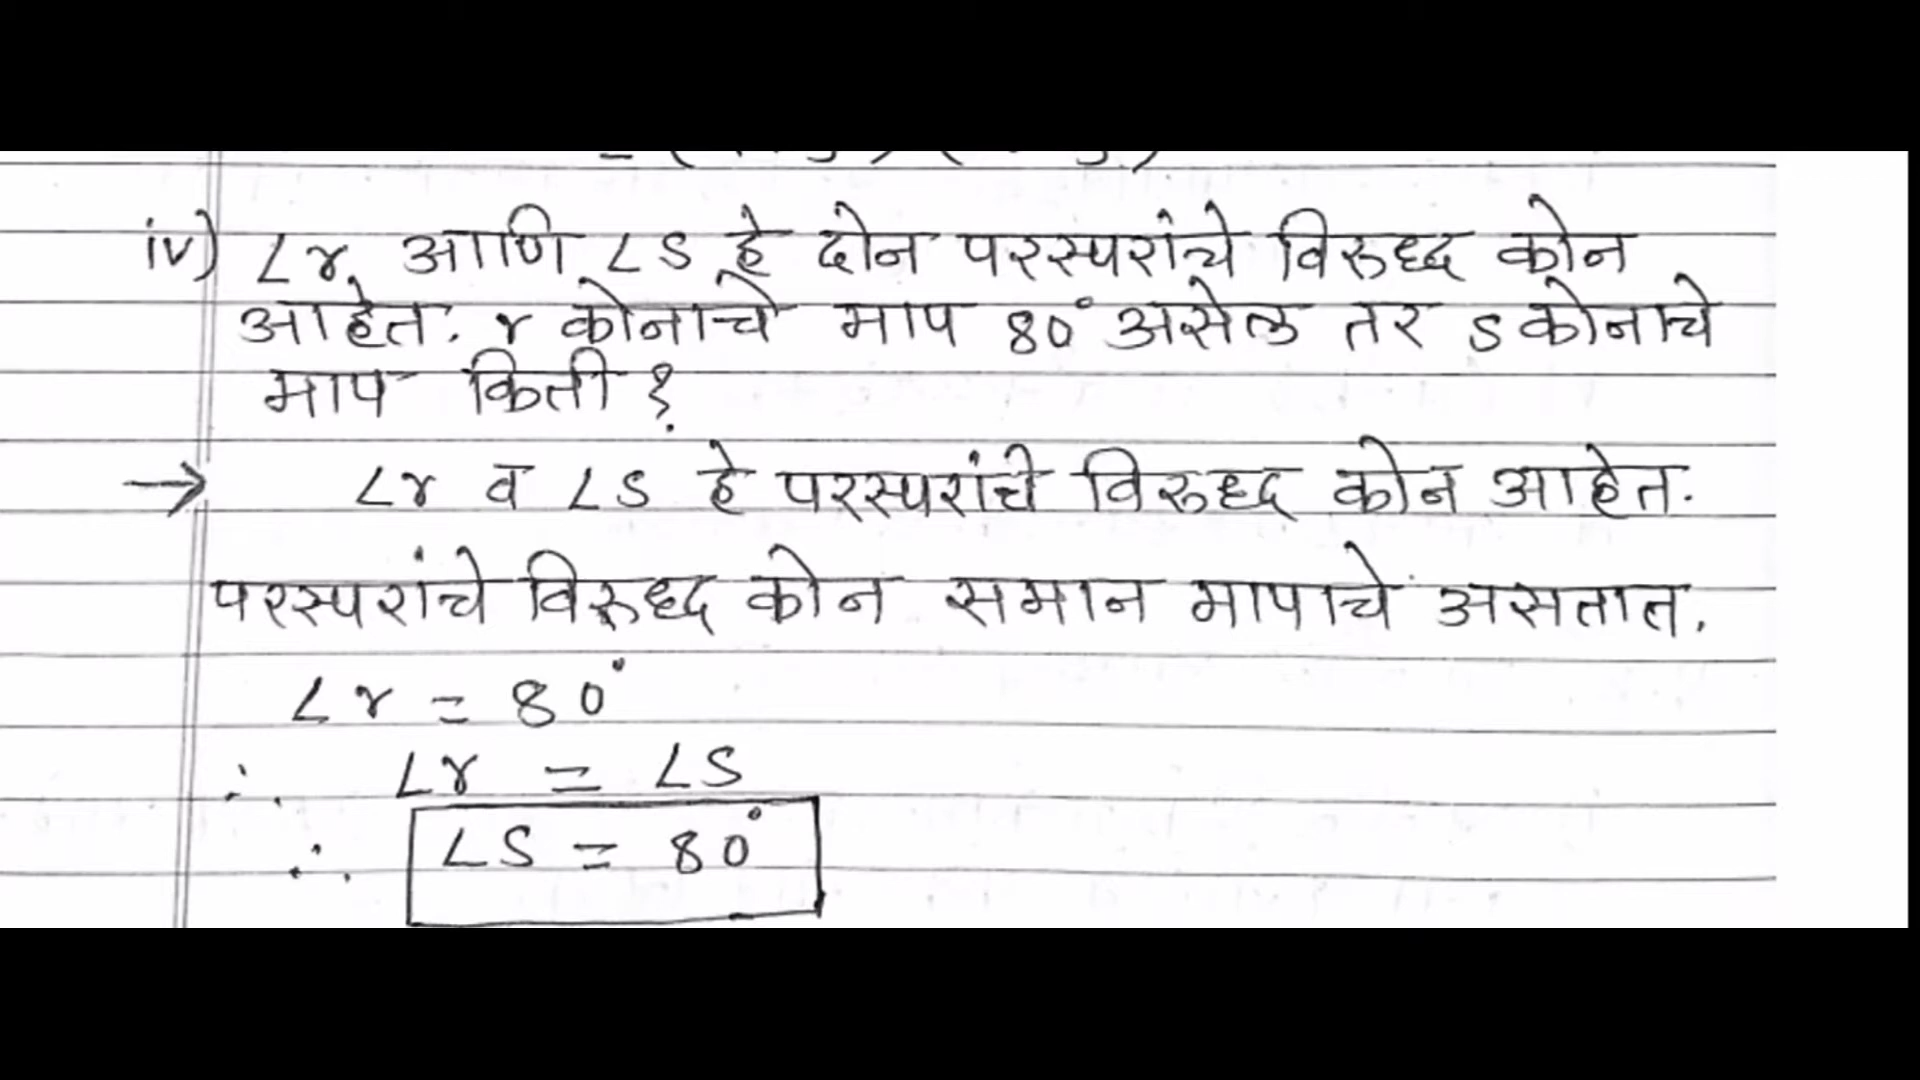 iv) ∠r आणि ∠s हे दोन परस्परांचे विरुध्द कोन
आहेत. r कोनाचे माप 80° असेल तर s कोनाचे
माप किती ?
→ ∠r व ∠s हे परस्परांचे विरुध्द कोन आहेत.
परस्परांचे विरुध्द कोन समान मापाचे असतात.
∠r = 80°
∴ ∠r = ∠s
∴ ∠s = 80°